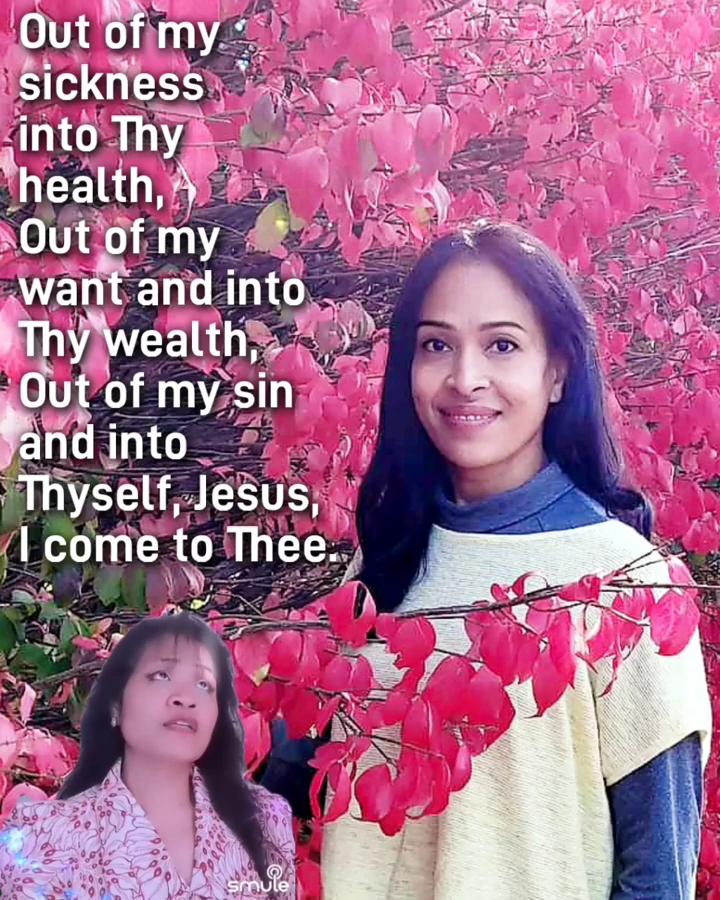 Out of my
sickness
into Thy
health,
Out of my
want and into
Thy wealth,
Out of my sin
and into
Thyself, Jesus,
I come to Thee.
smule